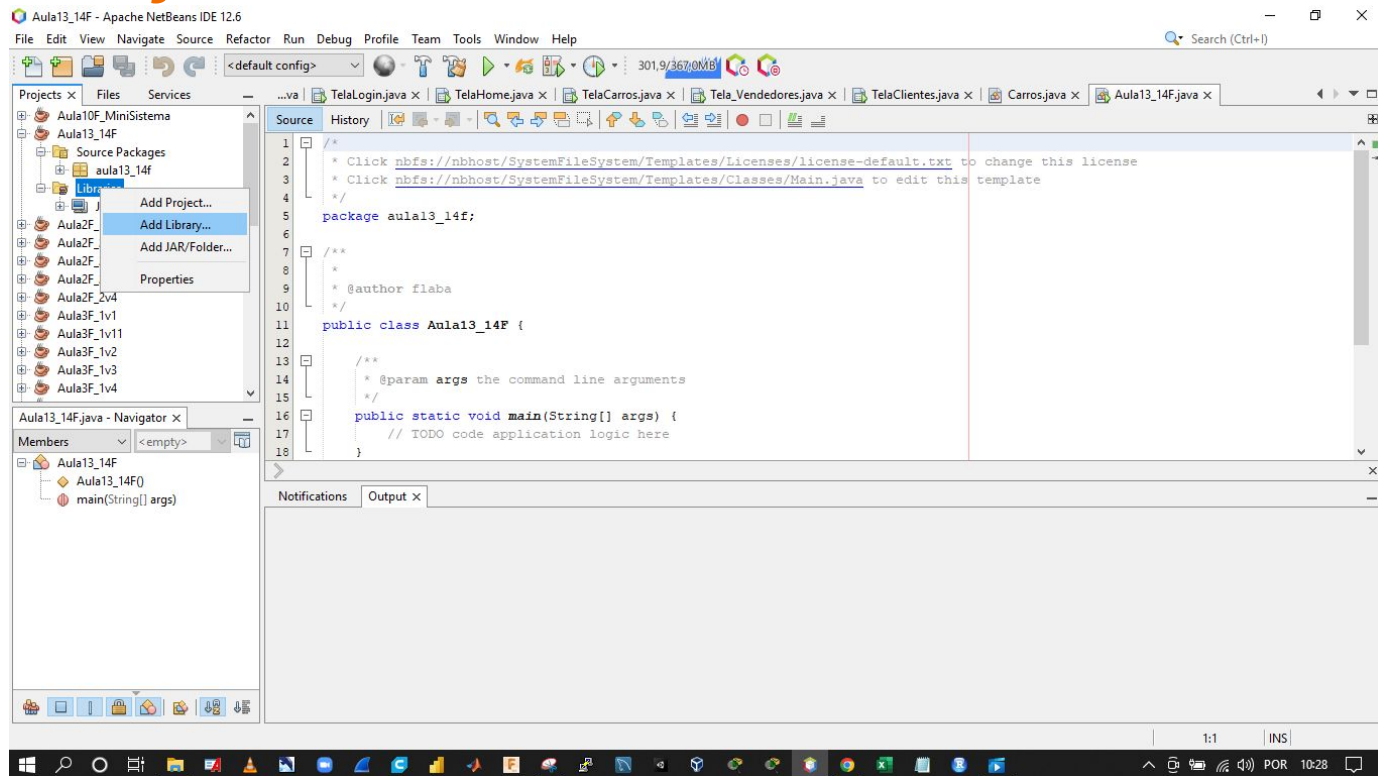 Aula13_14F - Apache NetBeans IDE 12.6
File Edit View Navigate Source Refactor Run Debug Profile Team Tools Window Help
Search (Ctrl+I)
<default config>
301,9/367,0MB
Projects Files Services
...va TelaLogin.java TelaHome.java TelaCarros.java Tela_Vendedores.java TelaClientes.java Carros.java Aula13_14F.java
Source History
Aula10F_MiniSistema
Aula13_14F
Source Packages
aula13_14f
Libraries
Add Project...
Add Library...
Add JAR/Folder...
Properties
Aula2F_
Aula2F_
Aula2F_
Aula2F_
Aula2F_2v4
Aula3F_1v1
Aula3F_1v11
Aula3F_1v2
Aula3F_1v3
Aula3F_1v4
1 /*
2 * Click nbfs://nbhost/SystemFileSystem/Templates/Licenses/license-default.txt to change this license
3 * Click nbfs://nbhost/SystemFileSystem/Templates/Classes/Main.java to edit this template
4 */
5 package aula13_14f;
6
7 /**
8 *
9 * @author flaba
10 */
11 public class Aula13_14F {
12
13 /**
14 * @param args the command line arguments
15 */
16 public static void main(String[] args) {
17 // TODO code application logic here
18 }
Aula13_14F.java - Navigator
Members <empty>
Aula13_14F
Aula13_14F()
main(String[] args)
Notifications Output
1:1 INS
POR 10:28